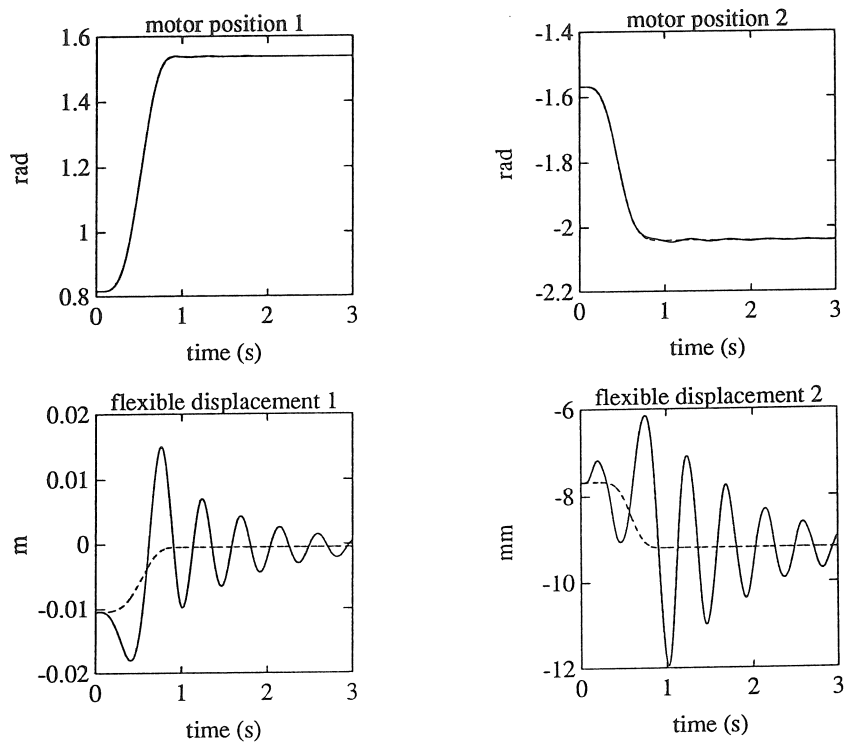 motor position 1
1.6
1.4
1.2
1
0.8
rad
0 1 2 3
time (s)
motor position 2
-1.4
-1.6
-1.8
-2
-2.2
rad
0 1 2 3
time (s)
flexible displacement 1
0.02
0.01
0
-0.01
-0.02
m
0 1 2 3
time (s)
flexible displacement 2
-6
-8
-10
-12
mm
0 1 2 3
time (s)